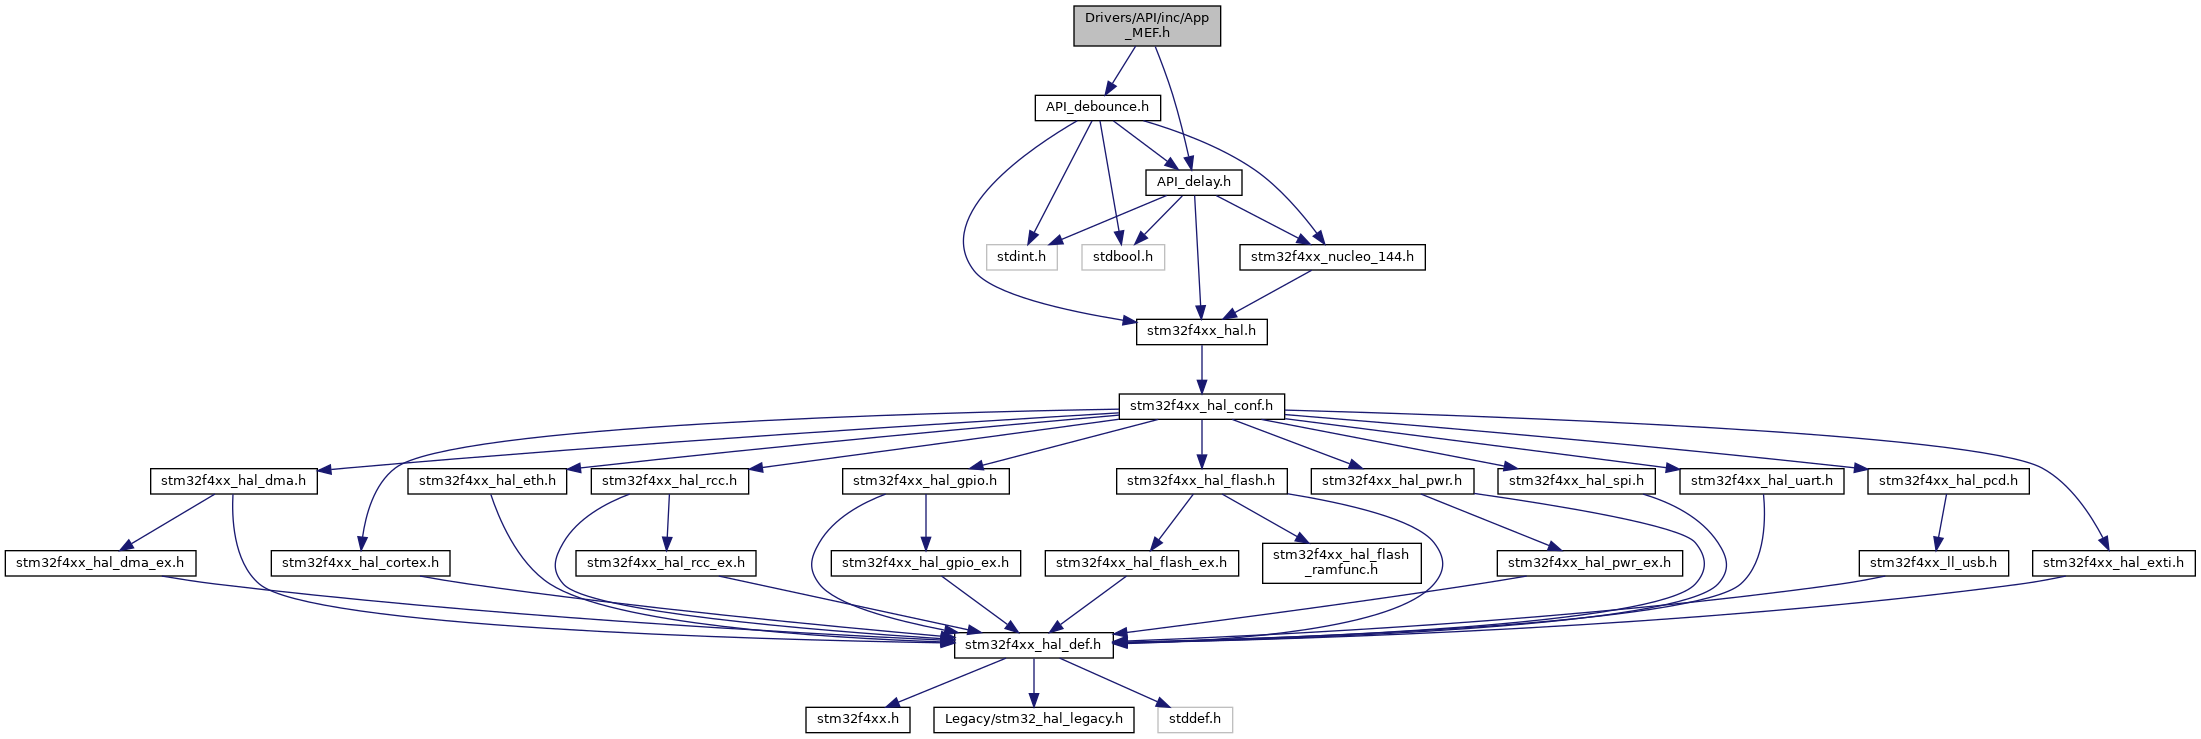 Drivers/API/inc/App
_MEF.h
API_debounce.h
API_delay.h
stdint.h
stdbool.h
stm32f4xx_nucleo_144.h
stm32f4xx_hal.h
stm32f4xx_hal_conf.h
stm32f4xx_hal_dma.h
stm32f4xx_hal_eth.h
stm32f4xx_hal_rcc.h
stm32f4xx_hal_gpio.h
stm32f4xx_hal_flash.h
stm32f4xx_hal_pwr.h
stm32f4xx_hal_spi.h
stm32f4xx_hal_uart.h
stm32f4xx_hal_pcd.h
stm32f4xx_hal_dma_ex.h
stm32f4xx_hal_cortex.h
stm32f4xx_hal_rcc_ex.h
stm32f4xx_hal_gpio_ex.h
stm32f4xx_hal_flash_ex.h
stm32f4xx_hal_flash
_ramfunc.h
stm32f4xx_hal_pwr_ex.h
stm32f4xx_ll_usb.h
stm32f4xx_hal_exti.h
stm32f4xx_hal_def.h
stm32f4xx.h
Legacy/stm32_hal_legacy.h
stddef.h